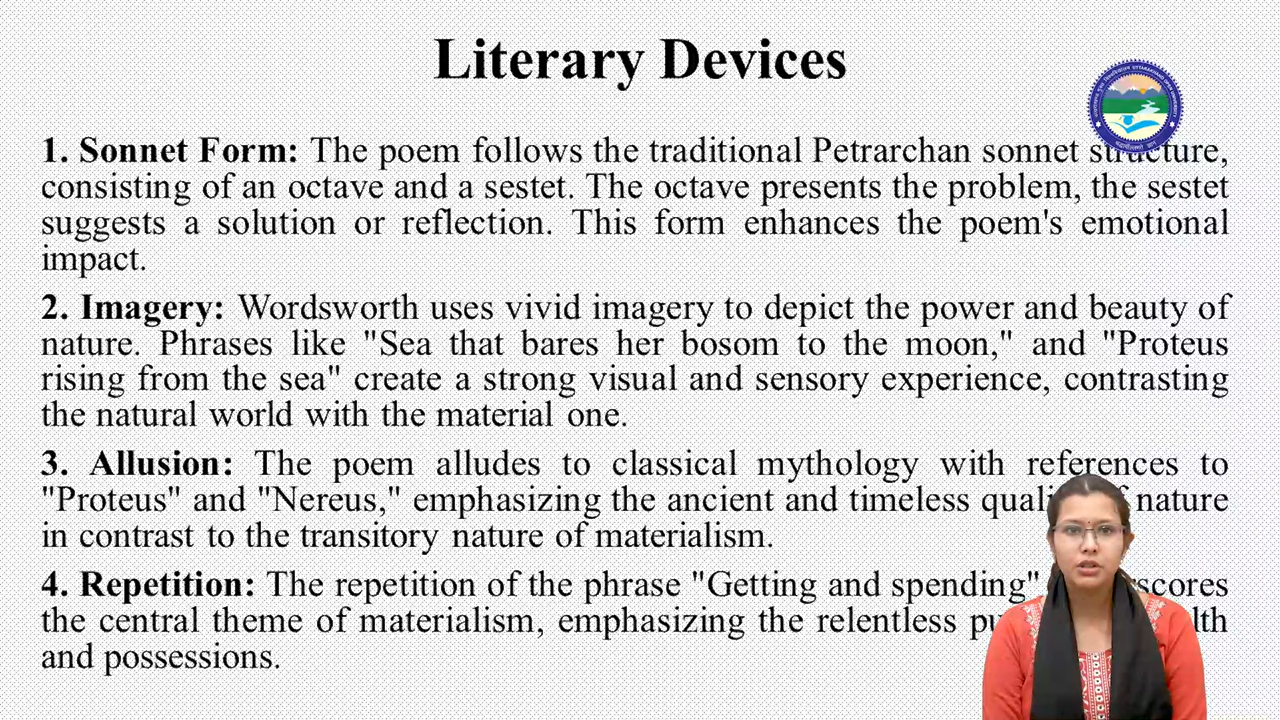 Literary Devices
1. Sonnet Form: The poem follows the traditional Petrarchan sonnet structure,
consisting of an octave and a sestet. The octave presents the problem, the sestet
suggests a solution or reflection. This form enhances the poem's emotional
impact.
2. Imagery: Wordsworth uses vivid imagery to depict the power and beauty of
nature. Phrases like "Sea that bares her bosom to the moon," and "Proteus
rising from the sea" create a strong visual and sensory experience, contrasting
the natural world with the material one.
3. Allusion: The poem alludes to classical mythology with references to
"Proteus" and "Nereus," emphasizing the ancient and timeless nature
in contrast to the transitory nature of materialism.
4. Repetition: The repetition of the phrase "Getting and spending"
the central theme of materialism, emphasizing the relentless
and possessions.